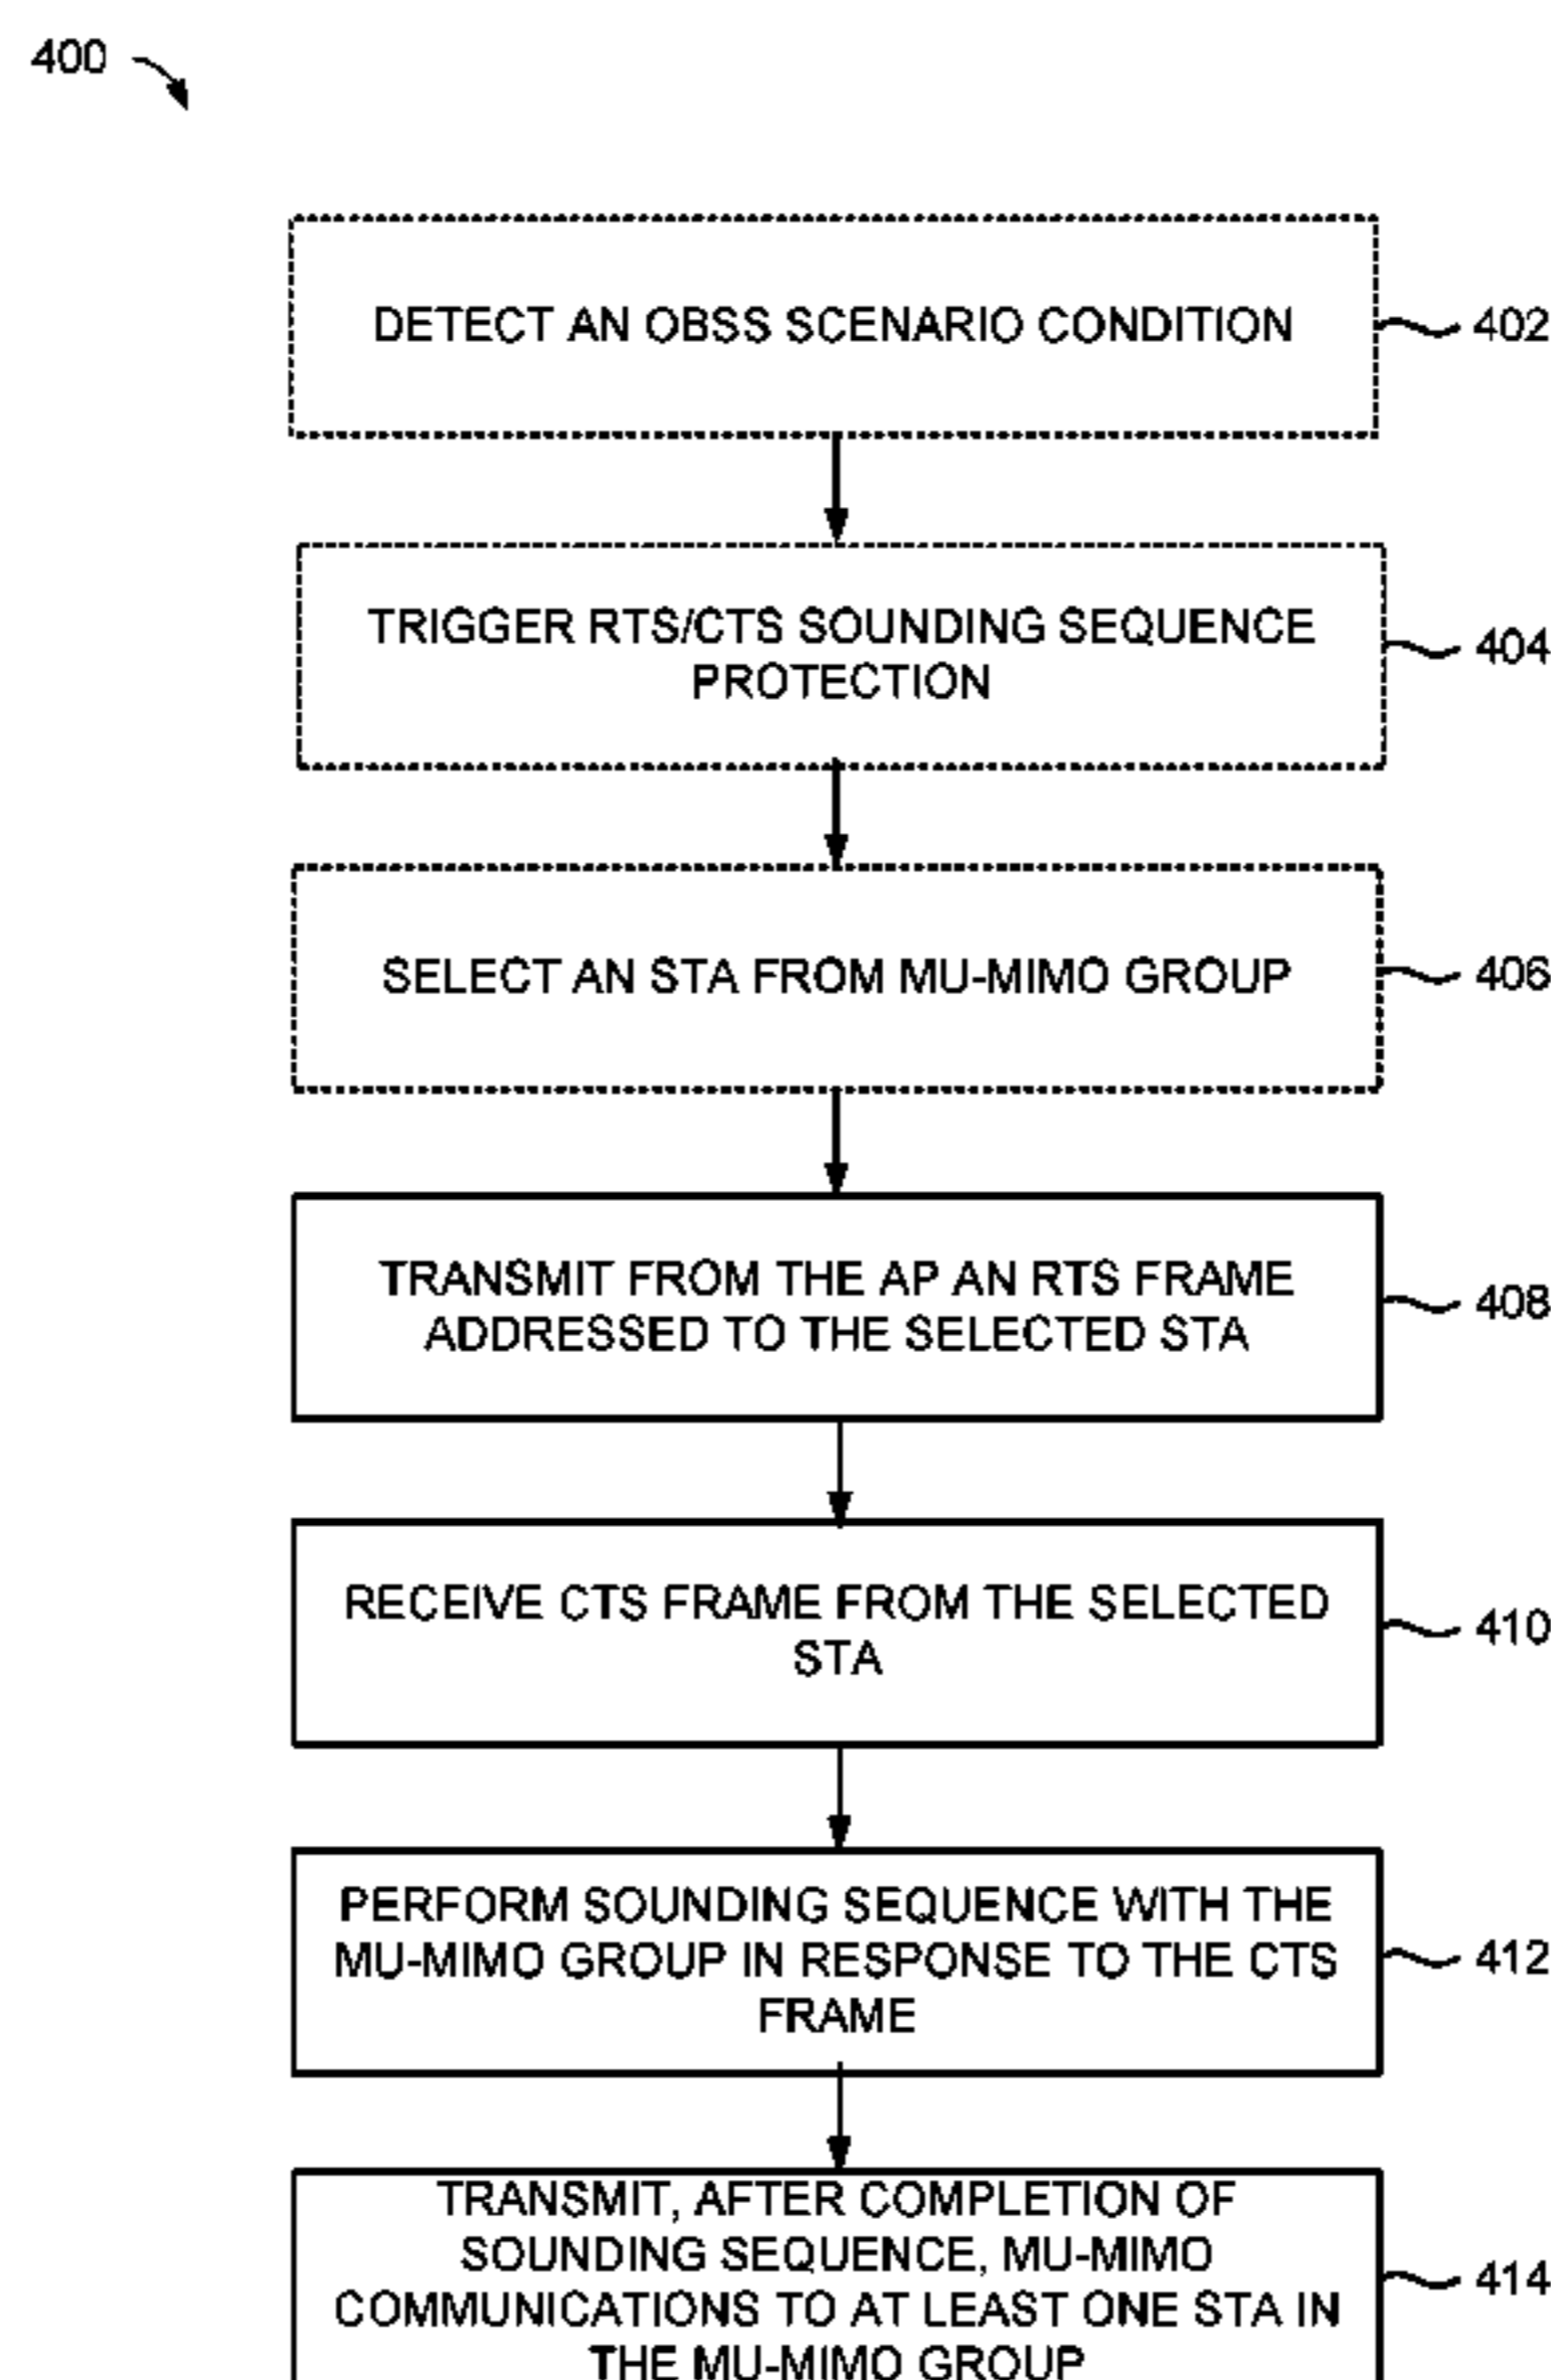 400
DETECT AN OBSS SCENARIO CONDITION
402
TRIGGER RTS/CTS SOUNDING SEQUENCE
PROTECTION
404
SELECT AN STA FROM MU-MIMO GROUP
406
TRANSMIT FROM THE AP AN RTS FRAME
ADDRESSED TO THE SELECTED STA
408
RECEIVE CTS FRAME FROM THE SELECTED
STA
410
PERFORM SOUNDING SEQUENCE WITH THE
MU-MIMO GROUP IN RESPONSE TO THE CTS
FRAME
412
TRANSMIT, AFTER COMPLETION OF
SOUNDING SEQUENCE, MU-MIMO
COMMUNICATIONS TO AT LEAST ONE STA IN
THE MU-MIMO GROUP
414